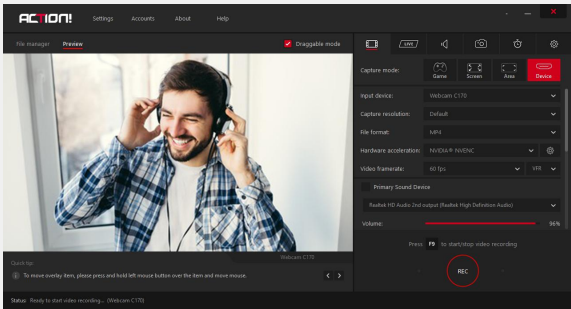 ACTION!
Settings Accounts About Help
File manager Preview Draggable mode
LIVE
Capture mode: Game Screen Area Device
Input device: Webcam C170
Capture resolution: Default
File format: MP4
Hardware acceleration: NVIDIA® NVENC
Video framerate: 60 fps VFR
Primary Sound Device
Realtek HD Audio 2nd output (Realtek High Definition Audio)
Volume: 96%
Webcam C170
Quick tip:
To move overlay item, please press and hold left mouse button over the item and move mouse.
Press F9 to start/stop video recording
REC
Status: Ready to start video recording... (Webcam C170)